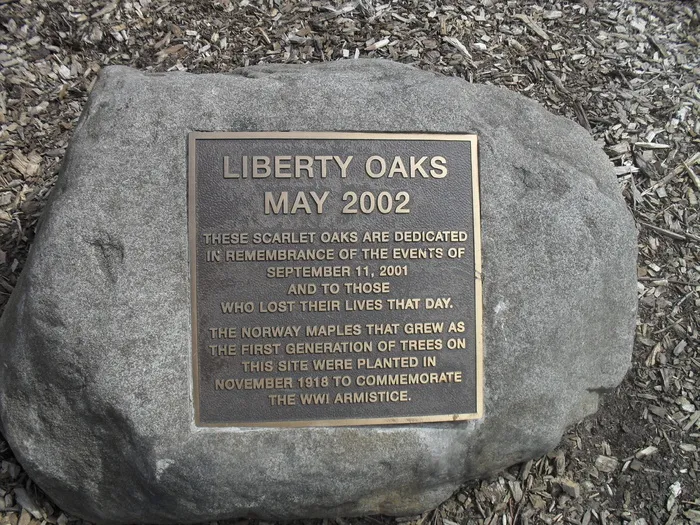 LIBERTY OAKS
MAY 2002
THESE SCARLET OAKS ARE DEDICATED
IN REMEMBRANCE OF THE EVENTS OF
SEPTEMBER 11, 2001
AND TO THOSE
WHO LOST THEIR LIVES THAT DAY.
THE NORWAY MAPLES THAT GREW AS
THE FIRST GENERATION OF TREES ON
THIS SITE WERE PLANTED IN
NOVEMBER 1918 TO COMMEMORATE
THE WWI ARMISTICE.